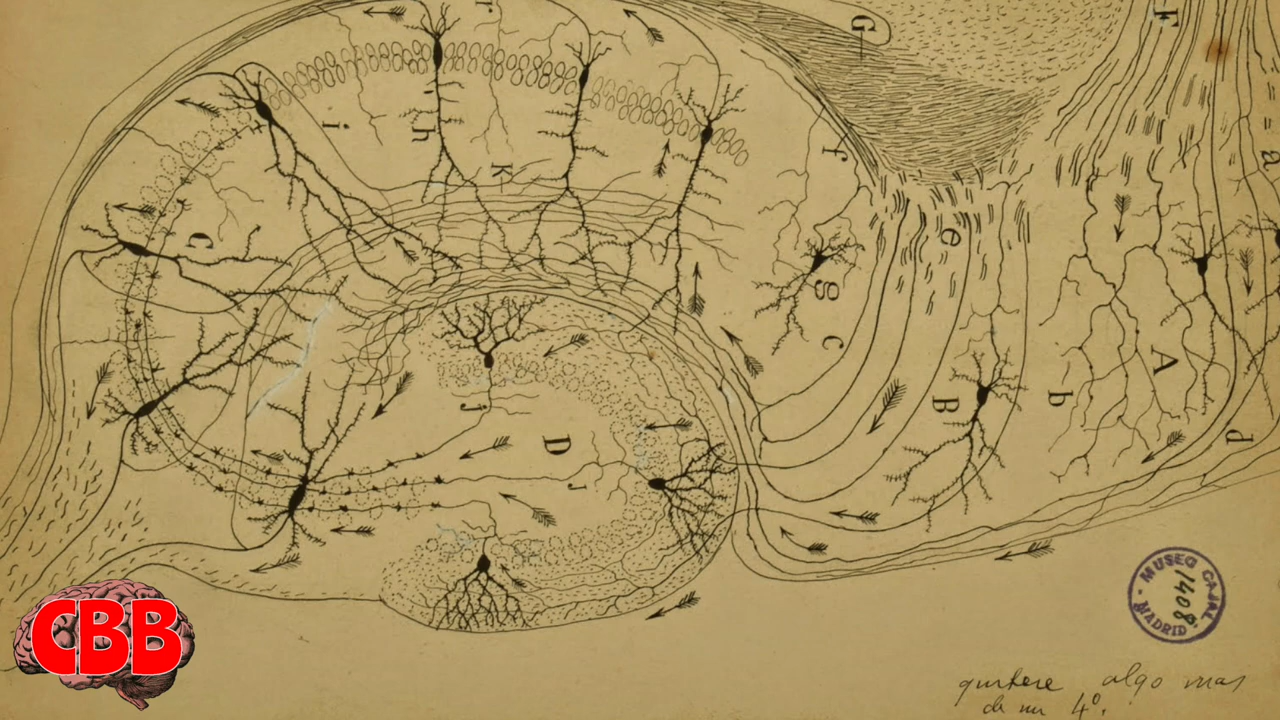 r
G
F
i
h
K
f
a
C
e
g
c
A
b
B
j
D
J
d
MUSEO CAJAL
1408
MADRID
CBB
quitese algo mas
de un 4º.